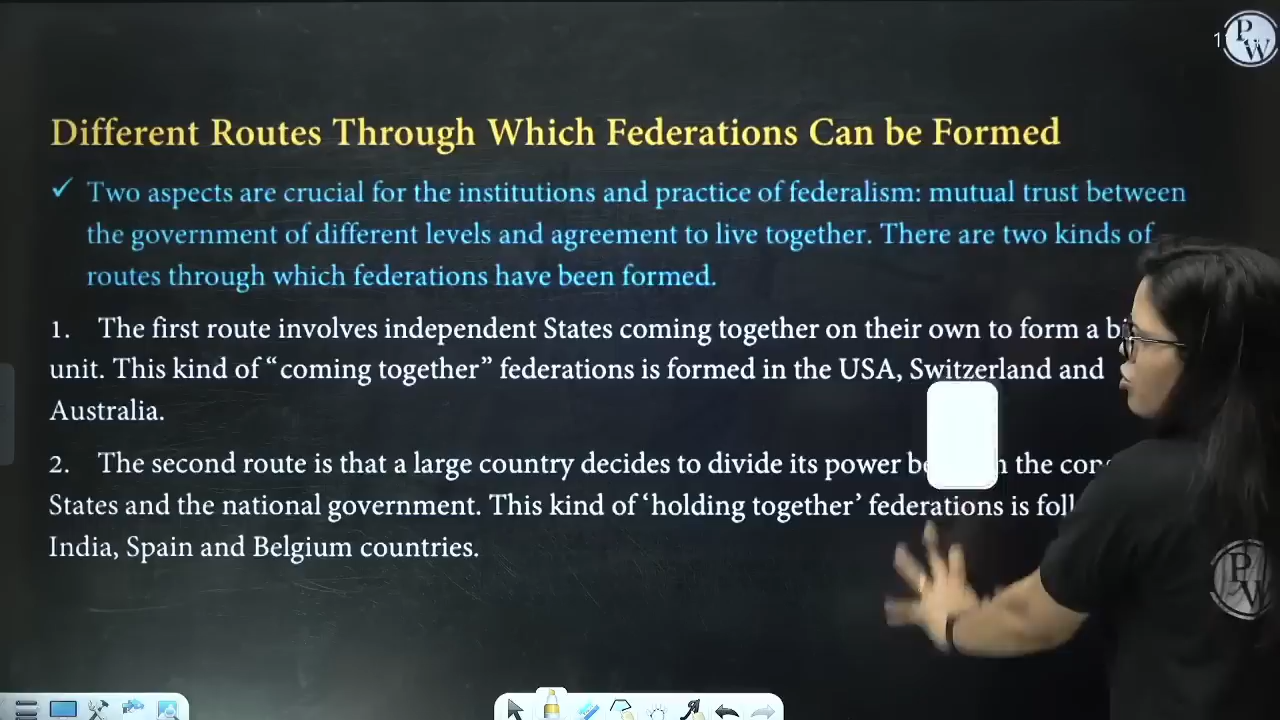 PW
Different Routes Through Which Federations Can be Formed
✓ Two aspects are crucial for the institutions and practice of federalism: mutual trust between
the government of different levels and agreement to live together. There are two kinds of
routes through which federations have been formed.
1. The first route involves independent States coming together on their own to form a
unit. This kind of “coming together” federations is formed in the USA, Switzerland and
Australia.
2. The second route is that a large country decides to divide its power the
States and the national government. This kind of ‘holding together’ federations is
India, Spain and Belgium countries.
PW